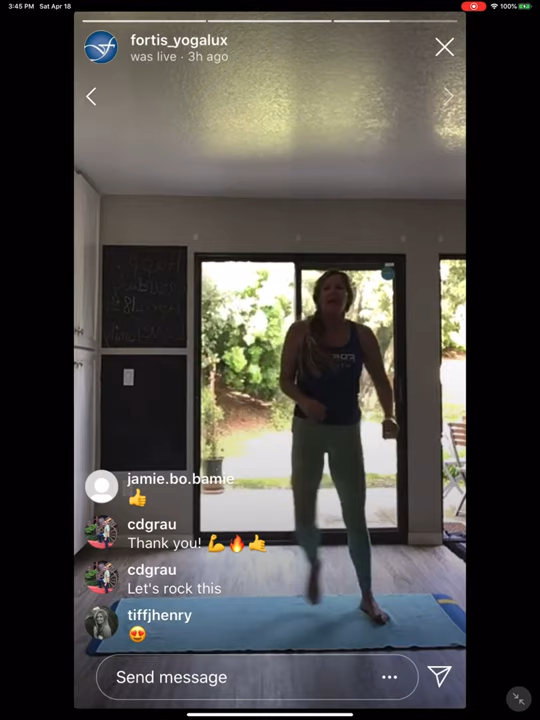 3:45 PM Sat Apr 18
100%
fortis_yogalux
was live · 3h ago
jamie.bo.bamie
👍
cdgrau
Thank you! 💪🔥🤙
cdgrau
Let's rock this
tiffjhenry
😍
Send message